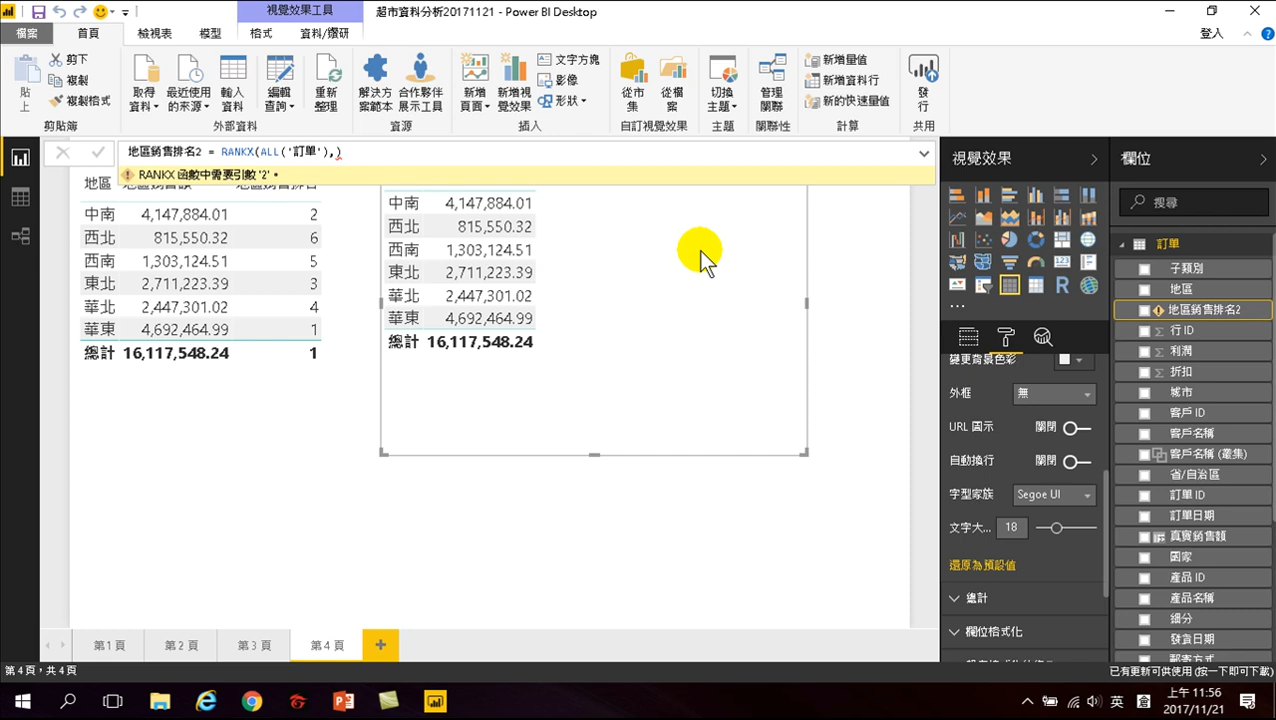 視覺效果工具
超市資料分析20171121 - Power BI Desktop
檔案 首頁 檢視表 模型 格式 資料/鑽研 登入
貼上
剪下
複製
複製格式
剪貼簿
取得資料
最近使用的來源
輸入資料
編輯查詢
重新整理
外部資料
解決方案範本
合作夥伴展示工具
資源
新增頁面
新增視覺效果
文字方塊
影像
形狀
插入
從市集
從檔案
自訂視覺效果
切換主題
主題
管理關聯
關聯性
新增量值
新增資料行
新的快速量值
計算
發行
共用
地區銷售排名2 = RANKX(ALL('訂單'),)
RANKX 函數中需要引數 '2'。
地區 地區銷售額 地區銷售排名
中南 4,147,884.01 2
西北 815,550.32 6
西南 1,303,124.51 5
東北 2,711,223.39 3
華北 2,447,301.02 4
華東 4,692,464.99 1
總計 16,117,548.24 1
中南 4,147,884.01
西北 815,550.32
西南 1,303,124.51
東北 2,711,223.39
華北 2,447,301.02
華東 4,692,464.99
總計 16,117,548.24
視覺效果
R
變更背景色彩
外框 無
URL 圖示 關閉
自動換行 關閉
字型家族 Segoe UI
文字大... 18
還原為預設值
總計
欄位格式化
欄位
搜尋
訂單
子類別
地區
地區銷售排名2
行 ID
利潤
折扣
城市
客戶 ID
客戶名稱
客戶名稱 (叢集)
省/自治區
訂單 ID
訂單日期
真實銷售額
國家
產品 ID
產品名稱
細分
發貨日期
郵寄方式
第 1 頁 第 2 頁 第 3 頁 第 4 頁
第 4 頁，共 4 頁
已有更新可供使用 (按一下即可下載)
英
上午 11:56
2017/11/21